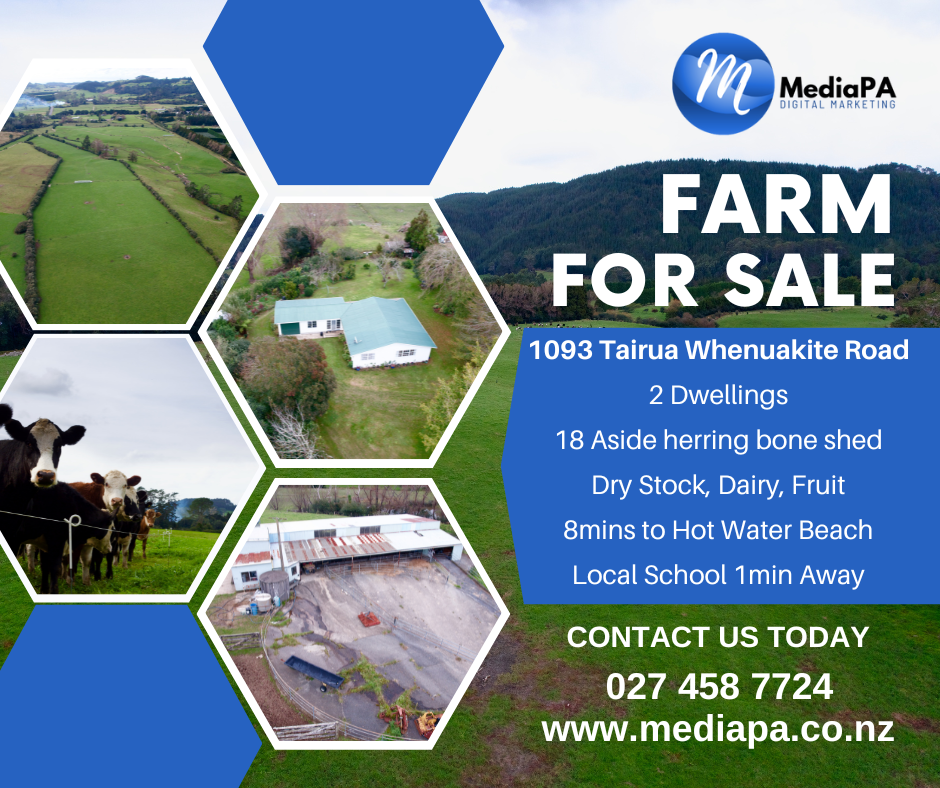 M
MediaPA
DIGITAL MARKETING
FARM
FOR SALE
1093 Tairua Whenuakite Road
2 Dwellings
18 Aside herring bone shed
Dry Stock, Dairy, Fruit
8mins to Hot Water Beach
Local School 1min Away
CONTACT US TODAY
027 458 7724
www.mediapa.co.nz